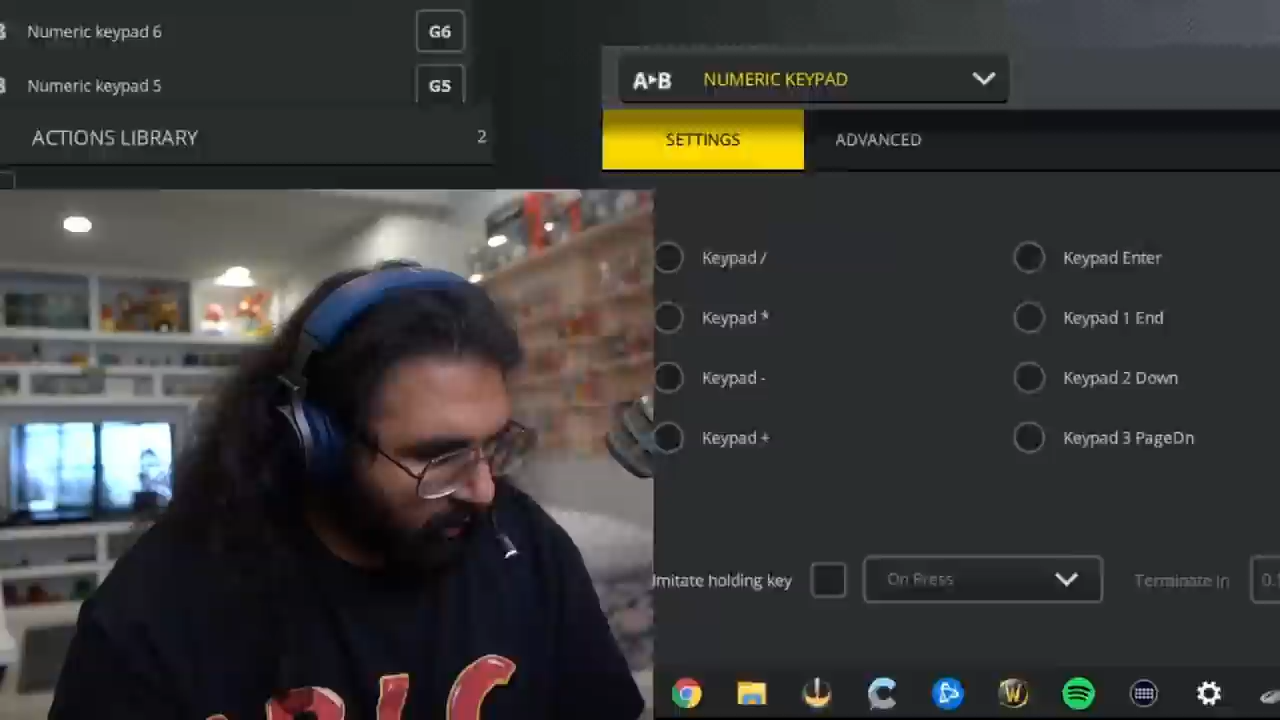 Numeric keypad 6 G6
Numeric keypad 5 G5
ACTIONS LIBRARY 2
A▸B NUMERIC KEYPAD
SETTINGS ADVANCED
Keypad / Keypad Enter
Keypad * Keypad 1 End
Keypad - Keypad 2 Down
Keypad + Keypad 3 PageDn
Imitate holding key On Press Terminate in